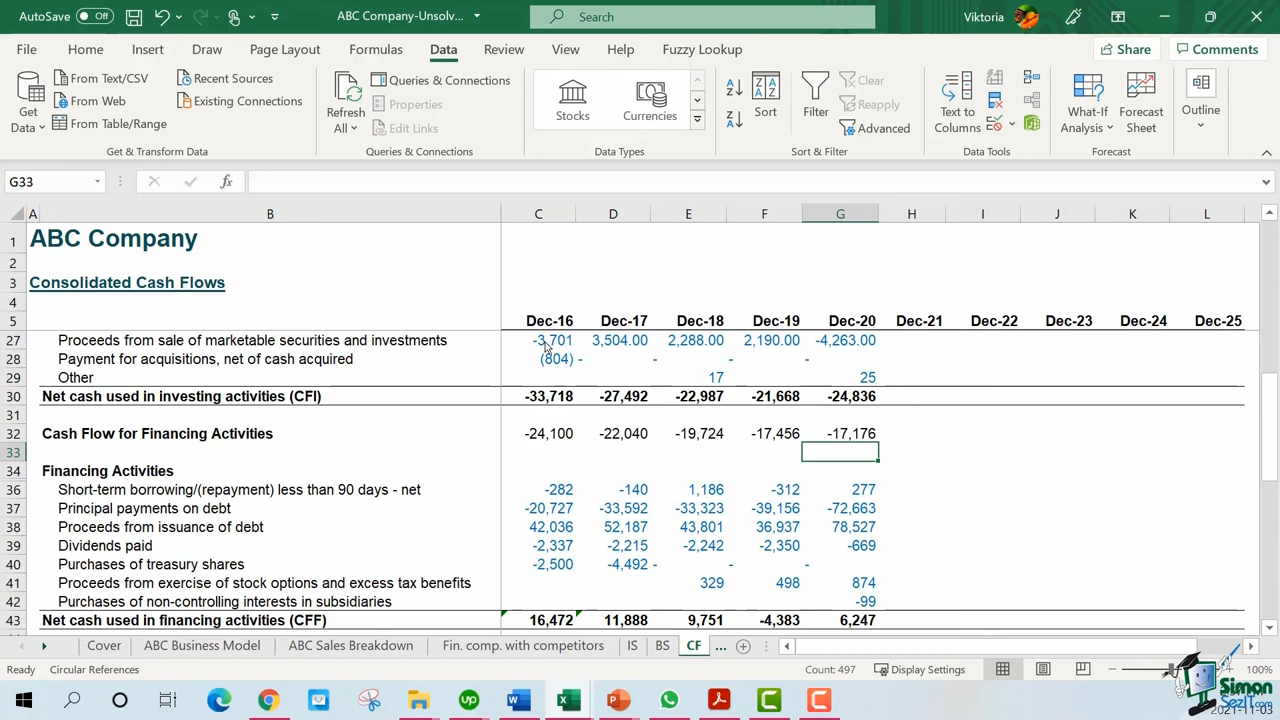 AutoSave Off ABC Company-Unsolv... Search Viktoria
File Home Insert Draw Page Layout Formulas Data Review View Help Fuzzy Lookup Share Comments
Get Data From Text/CSV From Web From Table/Range Recent Sources Existing Connections Refresh All Queries & Connections Properties Edit Links Stocks Currencies Sort Filter Clear Reapply Advanced Text to Columns What-If Analysis Forecast Sheet Outline
Get & Transform Data Queries & Connections Data Types Sort & Filter Data Tools Forecast
G33 fx
A B C D E F G H I J K L
1 ABC Company
2
3 Consolidated Cash Flows
4
5 Dec-16 Dec-17 Dec-18 Dec-19 Dec-20 Dec-21 Dec-22 Dec-23 Dec-24 Dec-25
27 Proceeds from sale of marketable securities and investments -3,701 3,504.00 2,288.00 2,190.00 -4,263.00
28 Payment for acquisitions, net of cash acquired (804) - - - -
29 Other 17 25
30 Net cash used in investing activities (CFI) -33,718 -27,492 -22,987 -21,668 -24,836
31
32 Cash Flow for Financing Activities -24,100 -22,040 -19,724 -17,456 -17,176
33
34 Financing Activities
36 Short-term borrowing/(repayment) less than 90 days - net -282 -140 1,186 -312 277
37 Principal payments on debt -20,727 -33,592 -33,323 -39,156 -72,663
38 Proceeds from issuance of debt 42,036 52,187 43,801 36,937 78,527
39 Dividends paid -2,337 -2,215 -2,242 -2,350 -669
40 Purchases of treasury shares -2,500 -4,492 - - -
41 Proceeds from exercise of stock options and excess tax benefits 329 498 874
42 Purchases of non-controlling interests in subsidiaries -99
43 Net cash used in financing activities (CFF) 16,472 11,888 9,751 -4,383 6,247
Cover ABC Business Model ABC Sales Breakdown Fin. comp. with competitors IS BS CF ...
Ready Circular References Count: 497 Display Settings 100%
Simon Sez IT
2021-11-03